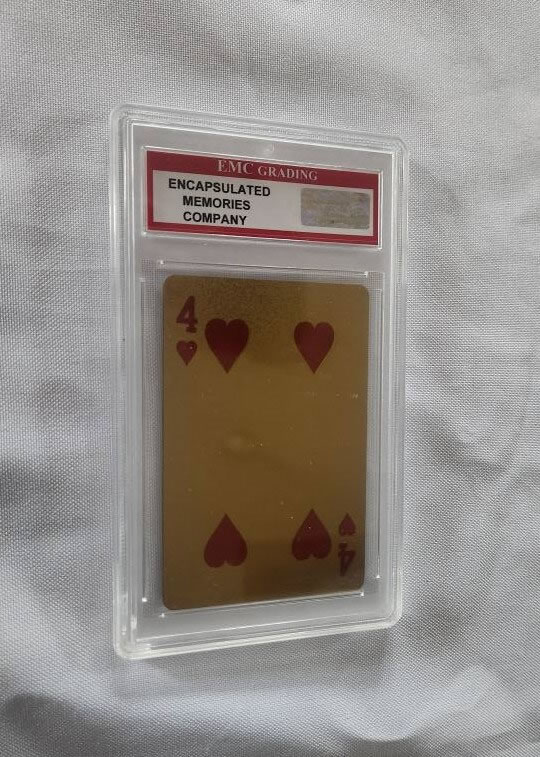 EMC GRADING
ENCAPSULATED
MEMORIES
COMPANY
4
4